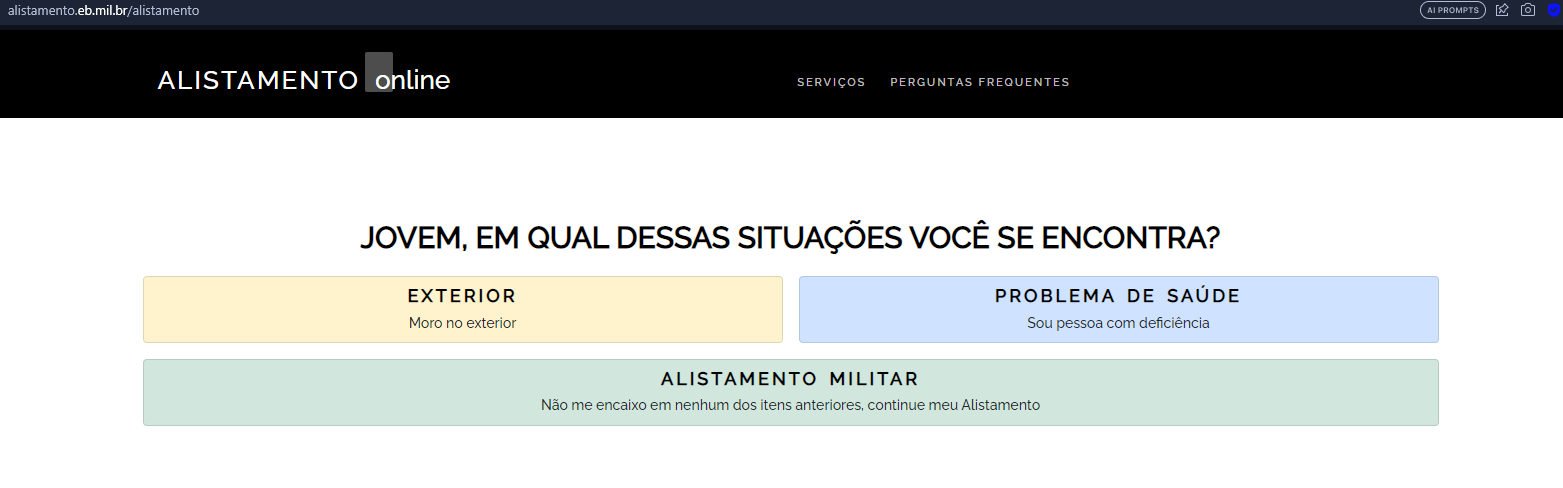 alistamento.eb.mil.br/alistamento
AI PROMPTS
ALISTAMENTO online
SERVIÇOS PERGUNTAS FREQUENTES
JOVEM, EM QUAL DESSAS SITUAÇÕES VOCÊ SE ENCONTRA?
EXTERIOR
Moro no exterior
PROBLEMA DE SAÚDE
Sou pessoa com deficiência
ALISTAMENTO MILITAR
Não me encaixo em nenhum dos itens anteriores, continue meu Alistamento